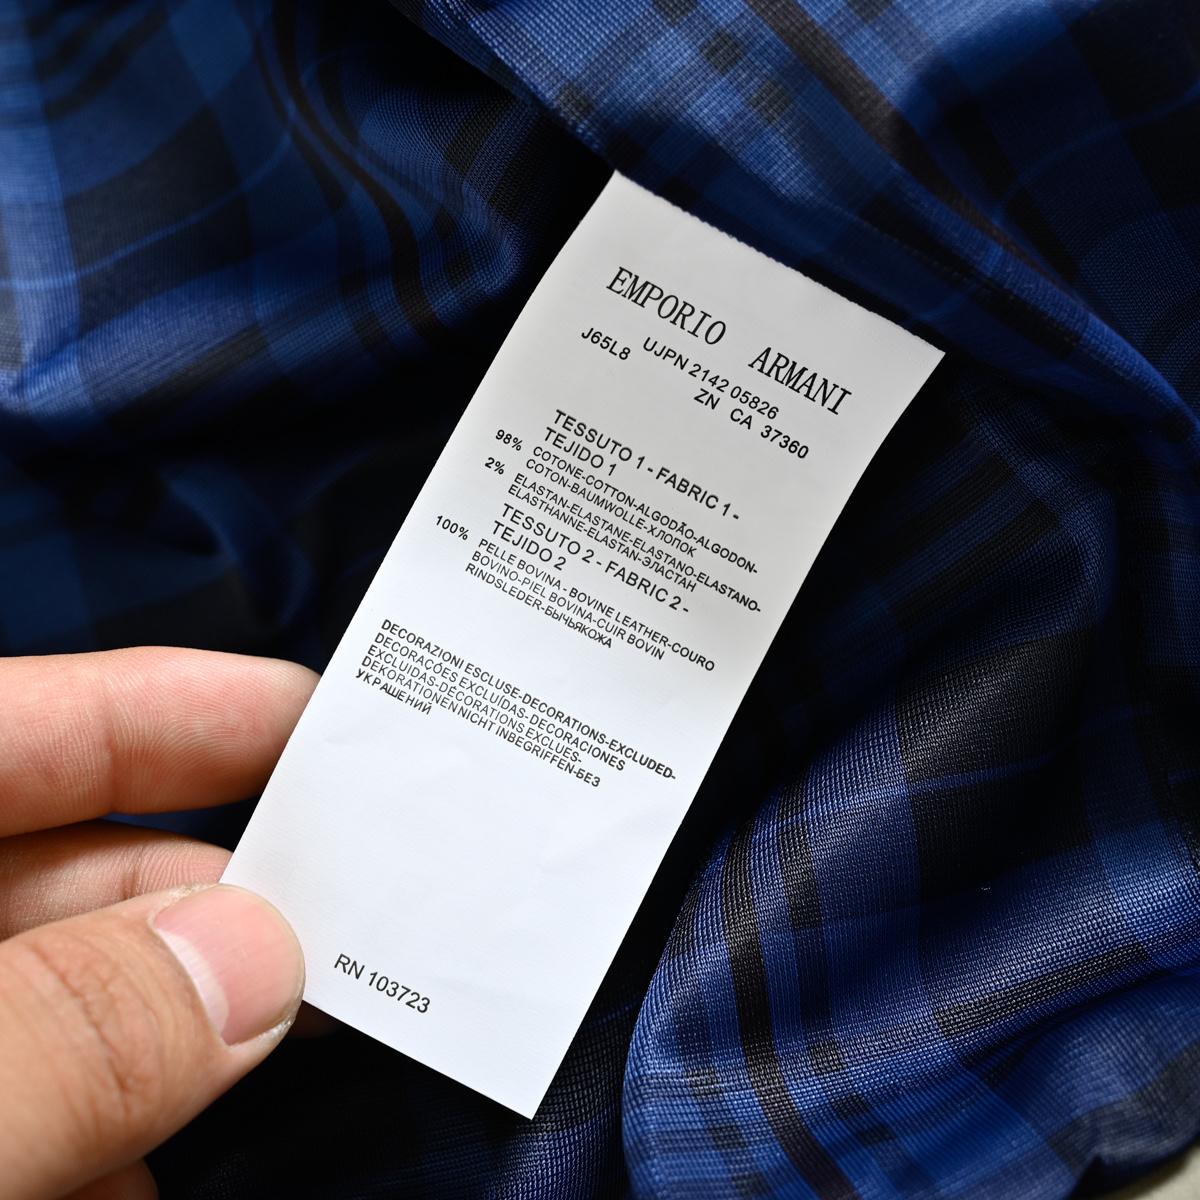 EMPORIO ARMANI
J65L8 UJPN 2142 05826
ZN CA 37360
TESSUTO 1 - FABRIC 1 -
TEJIDO 1
98% COTONE-COTTON-ALGODÃO-ALGODON-
COTON-BAUMWOLLE-ХЛОПОК
2% ELASTAN-ELASTANE-ELASTANO-ELASTANO-
ELASTHANNE-ELASTAN-ЭЛАСТАН
TESSUTO 2 - FABRIC 2 -
TEJIDO 2
100% PELLE BOVINA - BOVINE LEATHER-COURO
BOVINO-PIEL BOVINA-CUIR BOVIN
RINDSLEDER-БЫЧЬЯКОЖА
DECORAZIONI ESCLUSE-DECORATIONS-EXCLUDED-
DECORAÇÕES EXCLUIDAS-DECORACIONES
EXCLUIDAS-DÉCORATIONS EXCLUES-
DEKORATIONEN NICHT INBEGRIFFEN-БЕЗ
УКРАШЕНИЙ
RN 103723